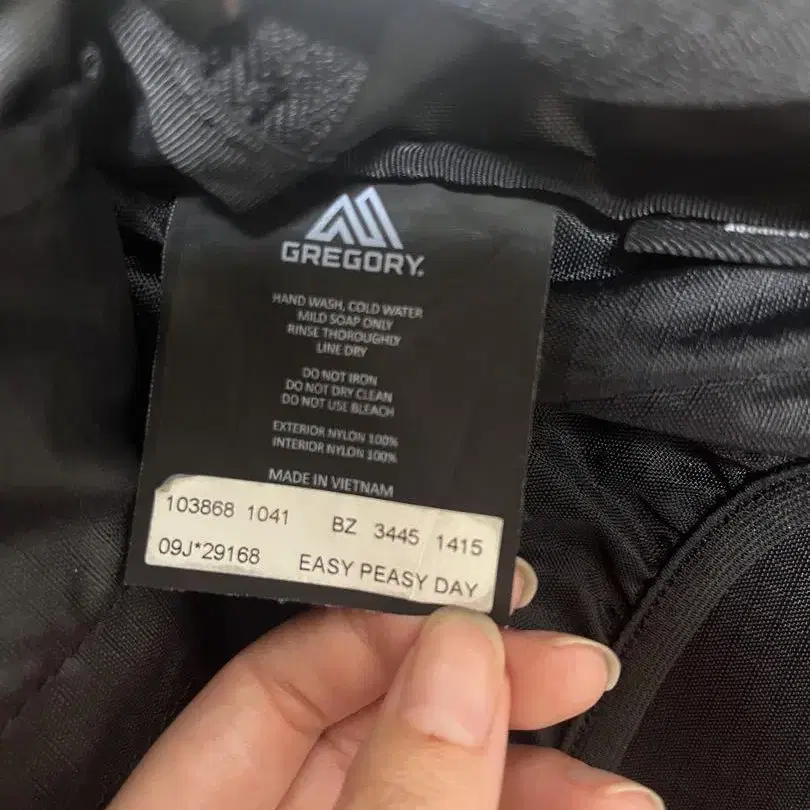 GREGORY.
HAND WASH, COLD WATER
MILD SOAP ONLY
RINSE THOROUGHLY
LINE DRY
DO NOT IRON
DO NOT DRY CLEAN
DO NOT USE BLEACH
EXTERIOR NYLON 100%
INTERIOR NYLON 100%
MADE IN VIETNAM
103868 1041 BZ 3445 1415
09J*29168 EASY PEASY DAY